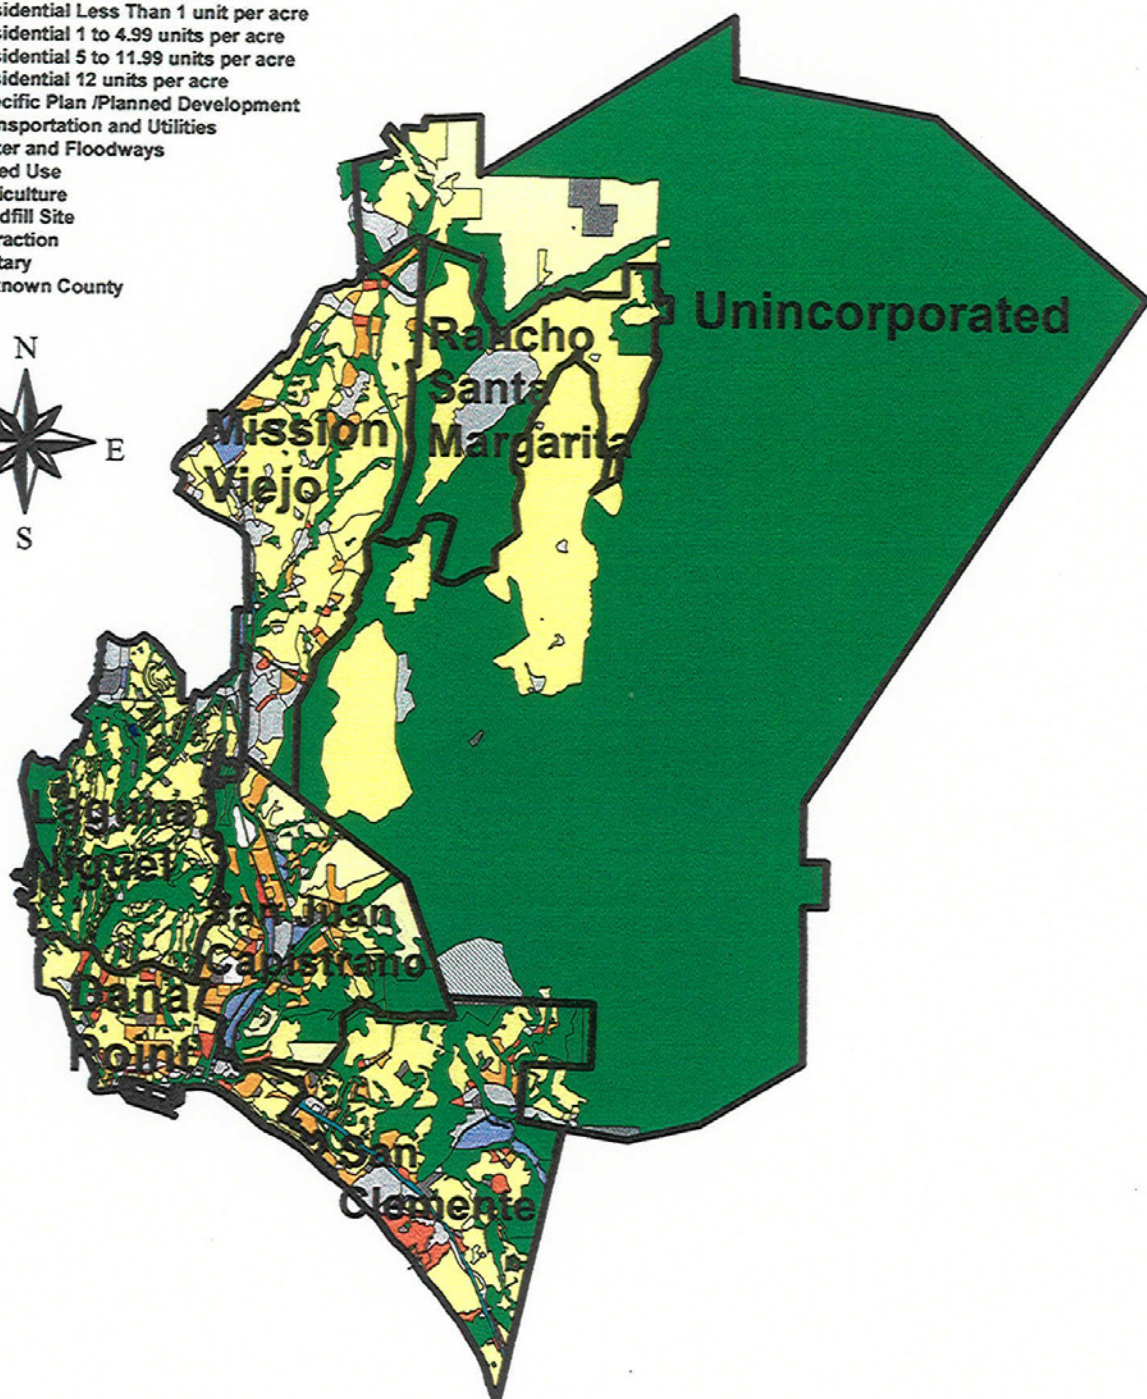 sidential Less Than 1 unit per acre
sidential 1 to 4.99 units per acre
sidential 5 to 11.99 units per acre
sidential 12 units per acre
ecific Plan /Planned Development
nsportation and Utilities
ter and Floodways
ed Use
iculture
dfill Site
raction
tary
nown County
N
E
S
Unincorporated
Rancho
Santa
Margarita
Mission
Viejo
Laguna
Niguel
San Juan
Capistrano
Dana
Point
San
Clemente